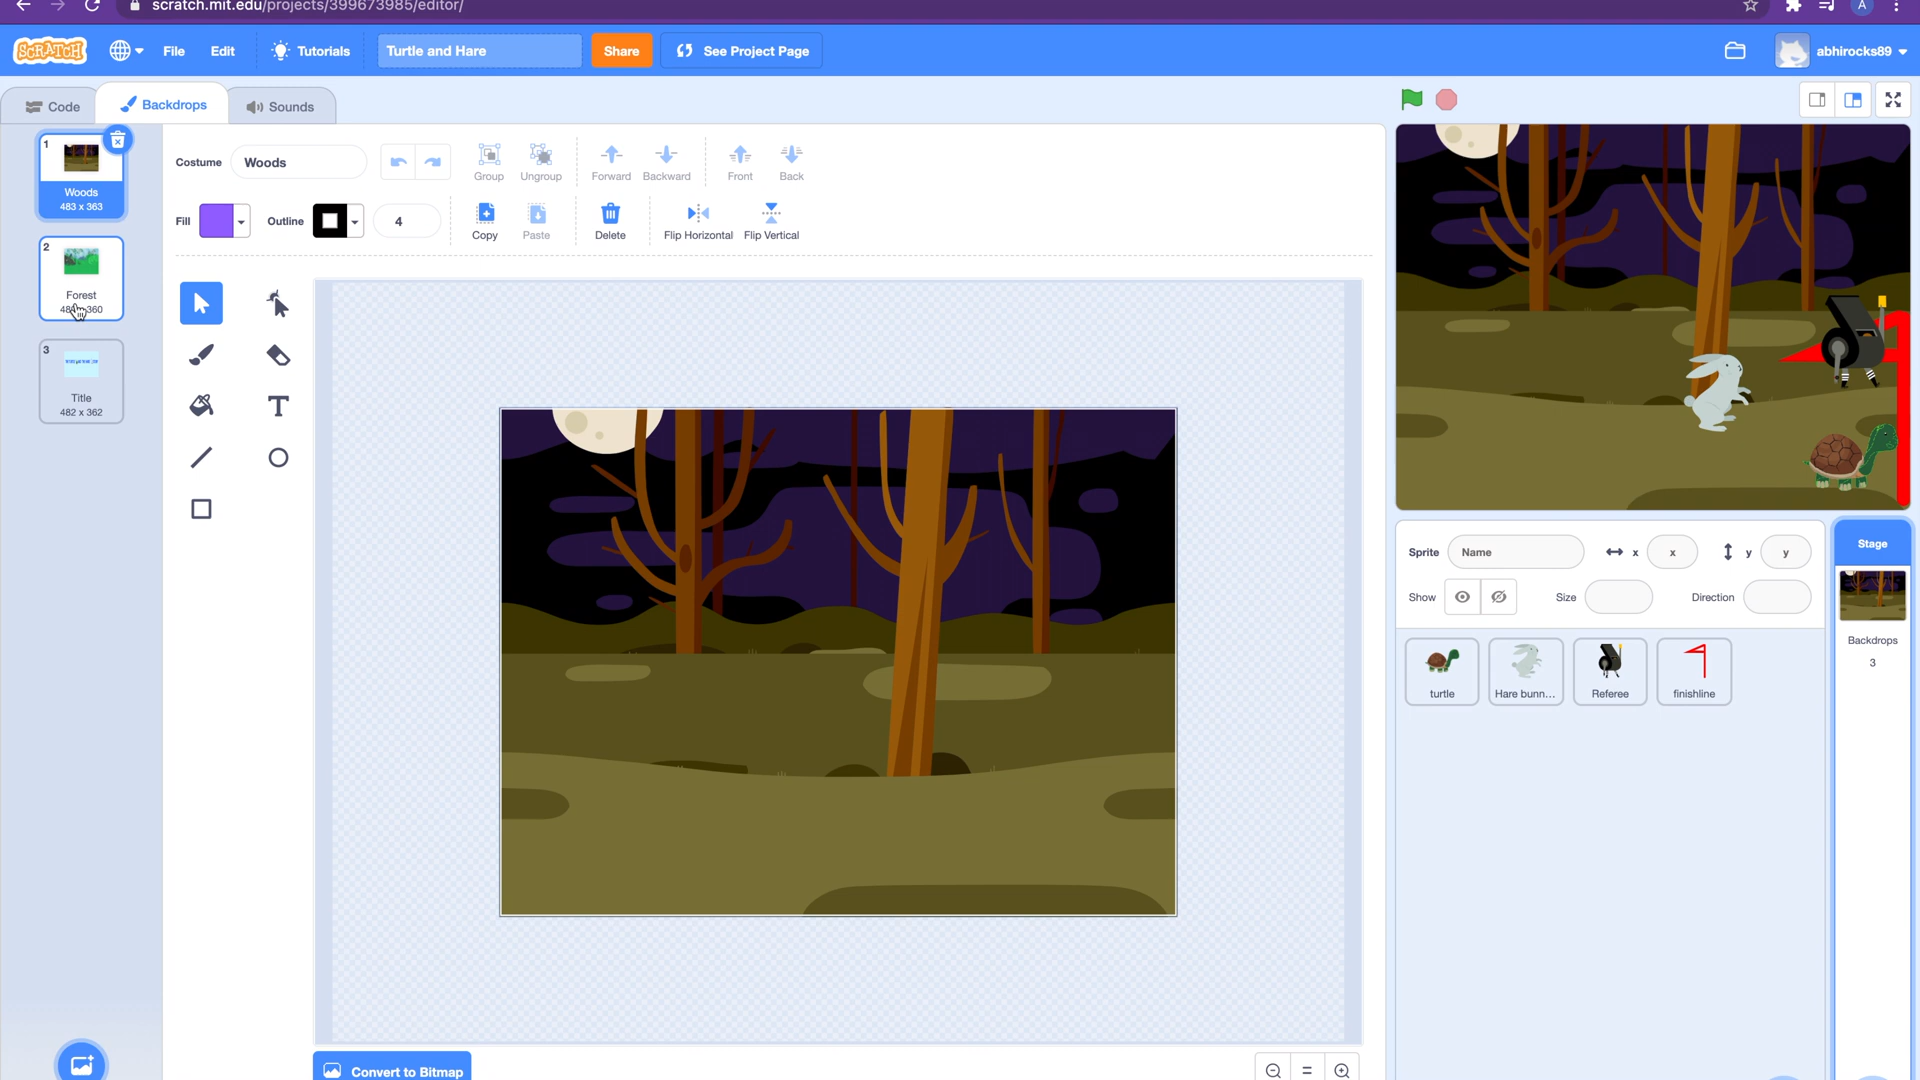 scratch.mit.edu/projects/399673985/editor/
A
SCRATCH
File
Edit
Tutorials
Turtle and Hare
Share
See Project Page
abhirocks89
Code
Backdrops
Sounds
1
Woods
483 x 363
2
Forest
360
3
Title
482 x 362
Costume
Woods
Group
Ungroup
Forward
Backward
Front
Back
Fill
Outline
4
Copy
Paste
Delete
Flip Horizontal
Flip Vertical
T
Convert to Bitmap
Sprite
Name
x
x
y
y
Show
Size
Direction
turtle
Hare bunn...
Referee
finishline
Stage
Backdrops
3